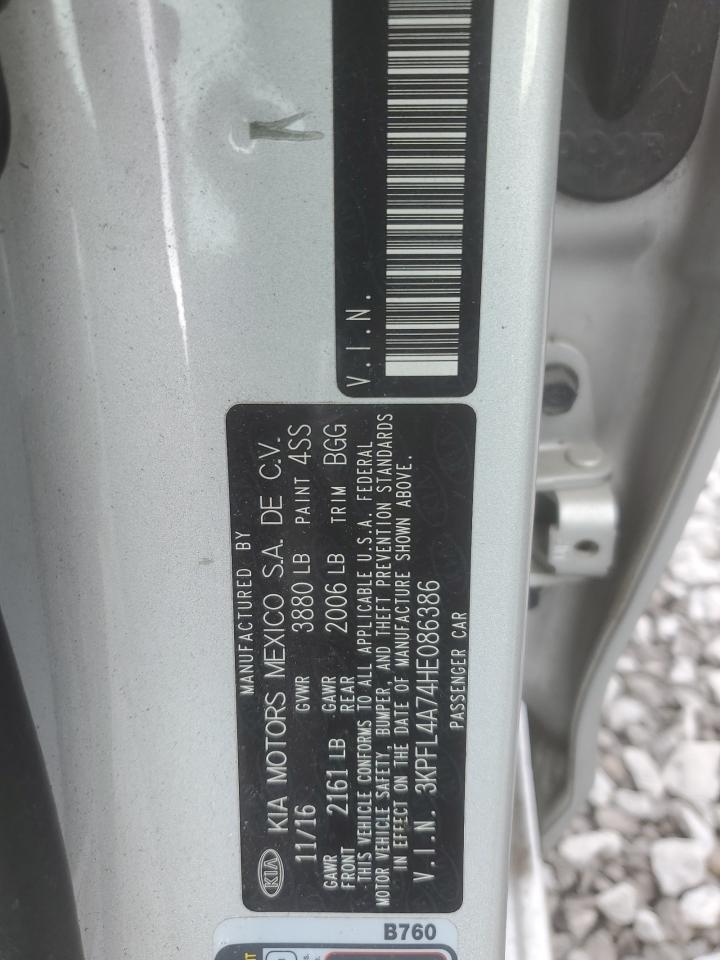 V.I.N.
MANUFACTURED BY
KIA KIA MOTORS MEXICO S.A. DE C.V.
11/16 GVWR 3880 LB PAINT 4SS
GAWR FRONT 2161 LB GAWR REAR 2006 LB TRIM BGG
THIS VEHICLE CONFORMS TO ALL APPLICABLE U.S.A. FEDERAL
MOTOR VEHICLE SAFETY, BUMPER, AND THEFT PREVENTION STANDARDS
IN EFFECT ON THE DATE OF MANUFACTURE SHOWN ABOVE.
V.I.N. 3KPFL4A74HE086386
PASSENGER CAR
B760